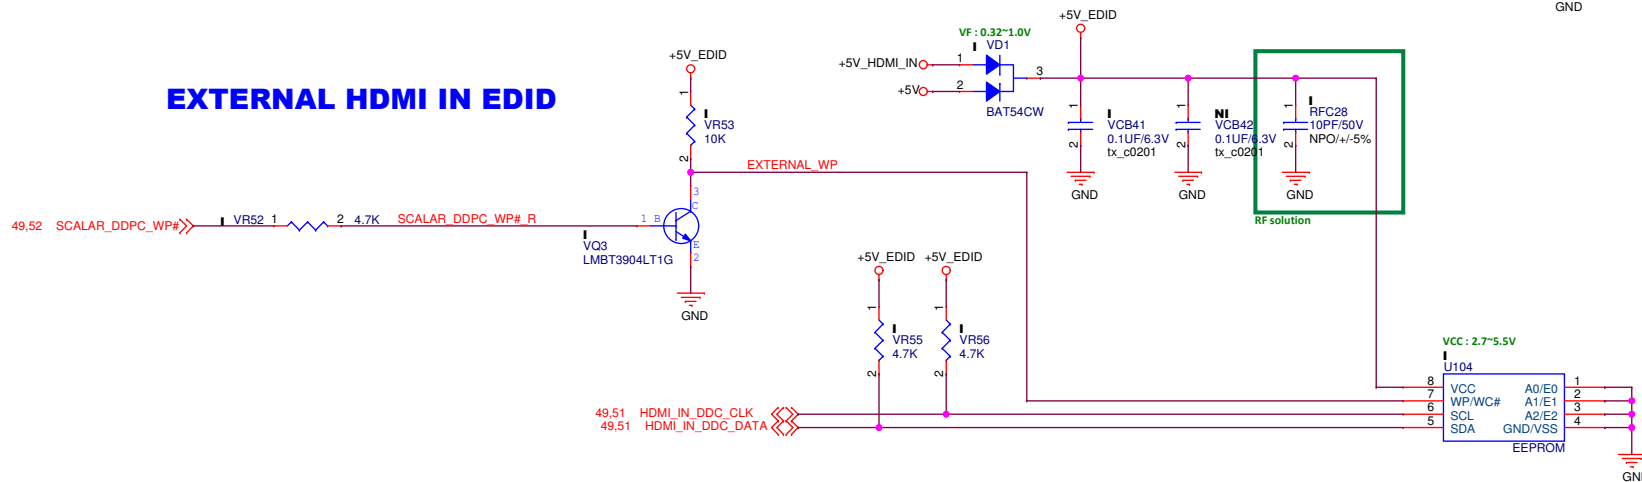 GND
+5V_EDID
VF : 0.32~1.0V
I
VD1
+5V_HDMI_IN
1
3
+5V
2
BAT54CW
EXTERNAL HDMI IN EDID
+5V_EDID
1
I
VR53
10K
2
EXTERNAL_WP
1
I
VCB41
0.1UF/6.3V
tx_c0201
2
GND
1
NI
VCB42
0.1UF/6.3V
tx_c0201
2
GND
1
I
RFC28
10PF/50V
NPO/+/-5%
2
GND
RF solution
49,52 SCALAR_DDPC_WP#
I
VR52
1
2
4.7K
SCALAR_DDPC_WP#_R
3
C
1 B
E
2
I
VQ3
LMBT3904LT1G
GND
+5V_EDID
+5V_EDID
1
I
VR55
4.7K
2
1
I
VR56
4.7K
2
49,51 HDMI_IN_DDC_CLK
49,51 HDMI_IN_DDC_DATA
VCC : 2.7~5.5V
I
U104
8 VCC A0/E0 1
7 WP/WC# A1/E1 2
6 SCL A2/E2 3
5 SDA GND/VSS 4
EEPROM
GND